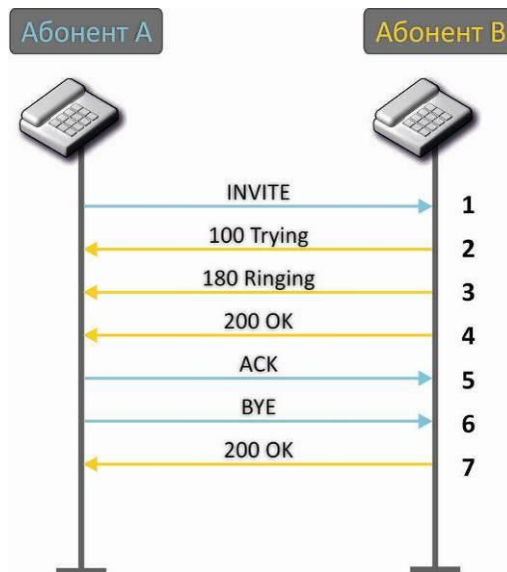 Абонент А
Абонент В
INVITE
1
100 Trying
2
180 Ringing
3
200 OK
4
ACK
5
BYE
6
200 OK
7